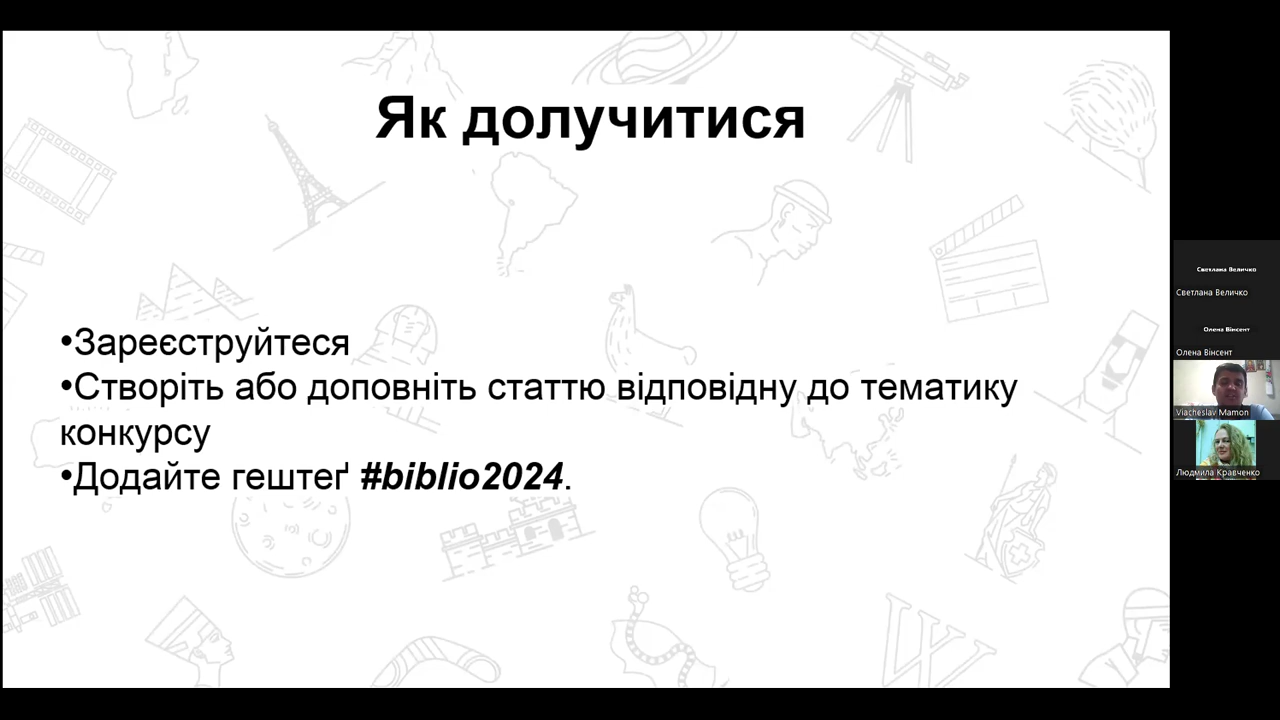 Як долучитися
•Зареєструйтеся
•Створіть або доповніть статтю відповідну до тематику
конкурсу
•Додайте гештеґ #biblio2024.
Светлана Величко
Светлана Величко
Олена Вінсент
Олена Вінсент
Viacheslav Mamon
Людмила Кравченко